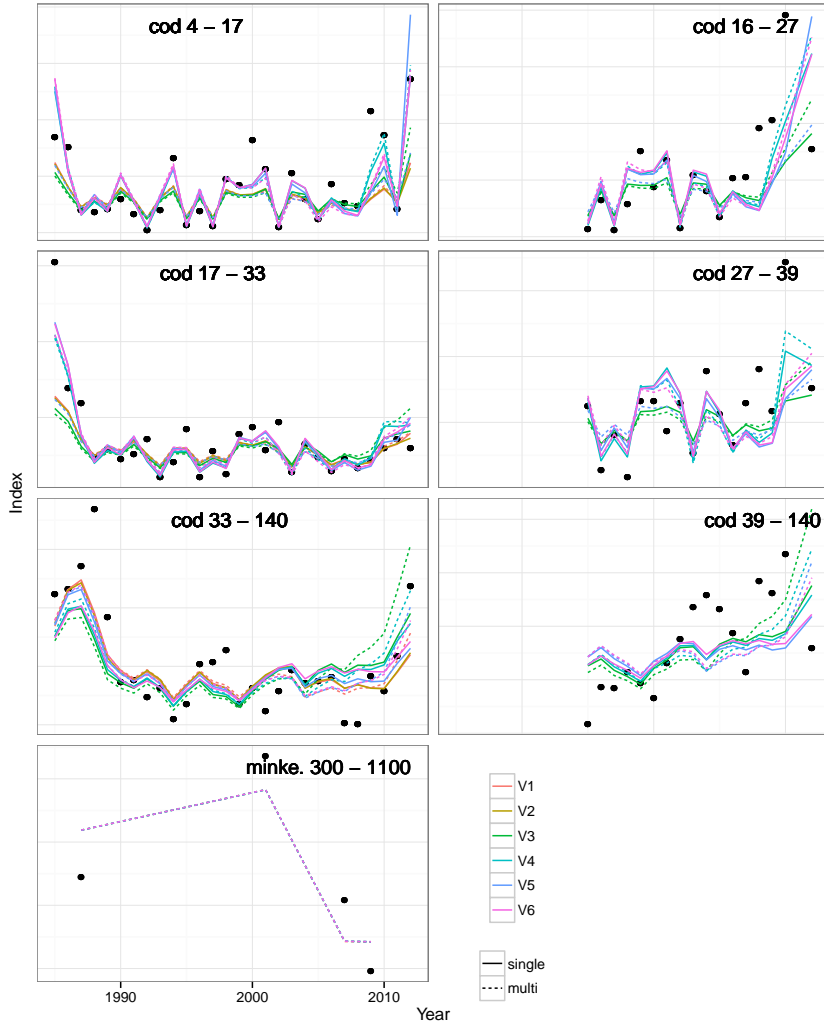 cod 4 – 17
cod 16 – 27
cod 17 – 33
cod 27 – 39
cod 33 – 140
cod 39 – 140
minke. 300 – 1100
Index
V1
V2
V3
V4
V5
V6
single
multi
1990 2000 2010
Year